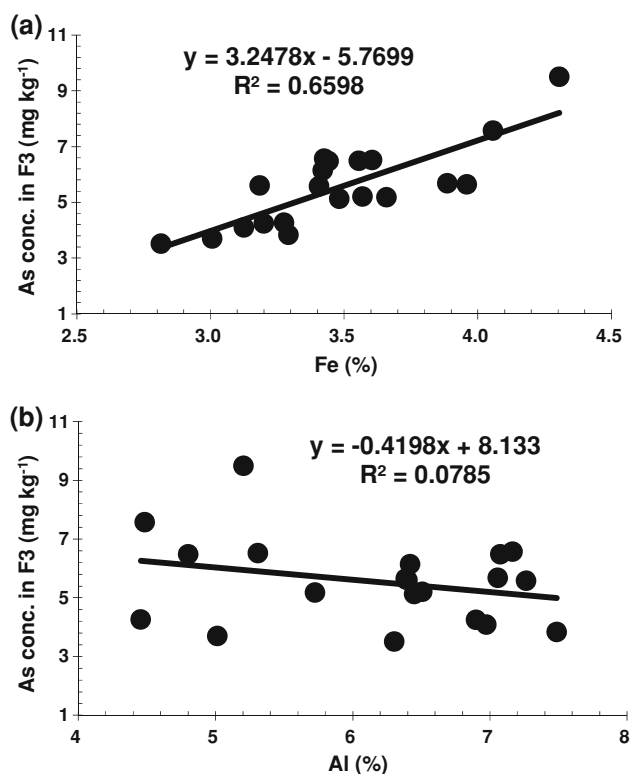 (a)
11
9
7
5
3
1
As conc. in F3 (mg kg⁻¹)
y = 3.2478x - 5.7699
R² = 0.6598
2.5 3.0 3.5 4.0 4.5
Fe (%)
(b)
11
9
7
5
3
1
As conc. in F3 (mg kg⁻¹)
y = -0.4198x + 8.133
R² = 0.0785
4 5 6 7 8
Al (%)